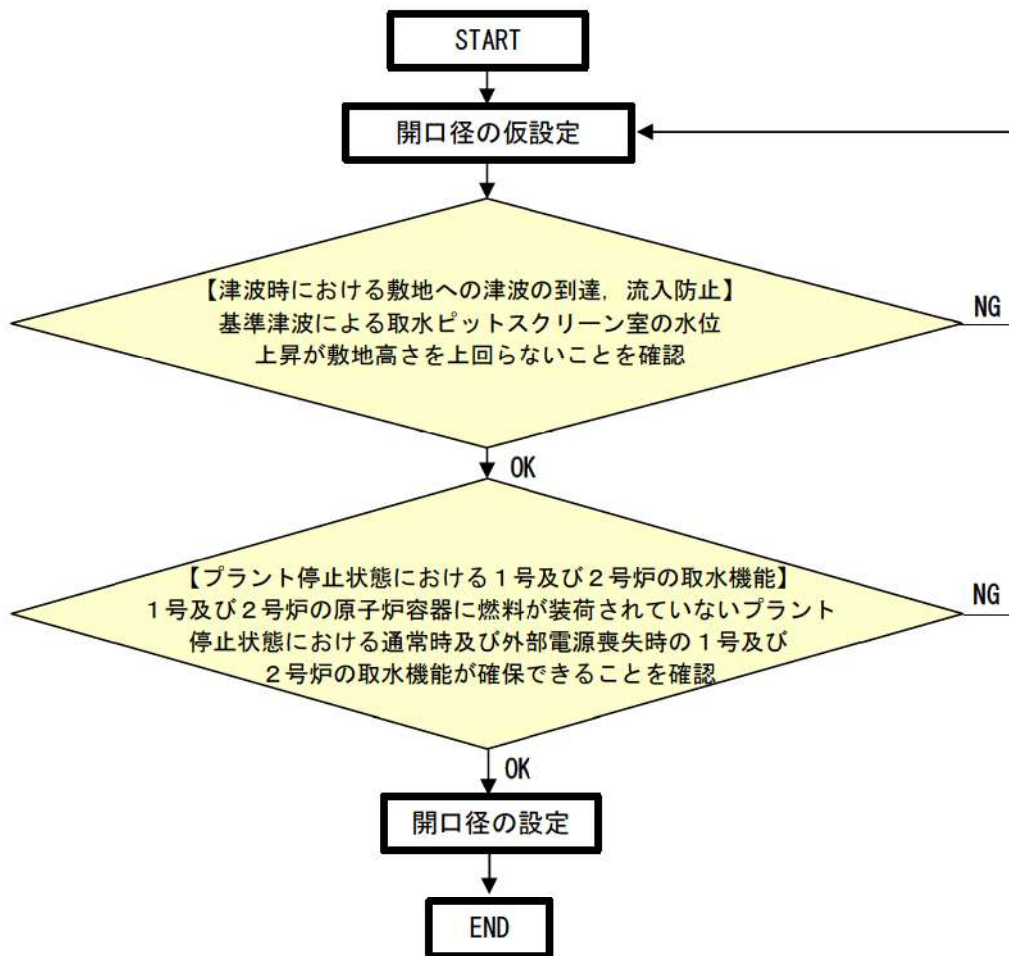 START
開口径の仮設定
【津波時における敷地への津波の到達，流入防止】
基準津波による取水ピットスクリーン室の水位
上昇が敷地高さを上回らないことを確認
NG
OK
【プラント停止状態における１号及び２号炉の取水機能】
１号及び２号炉の原子炉容器に燃料が装荷されていないプラント
停止状態における通常時及び外部電源喪失時の１号及び
２号炉の取水機能が確保できることを確認
NG
OK
開口径の設定
END